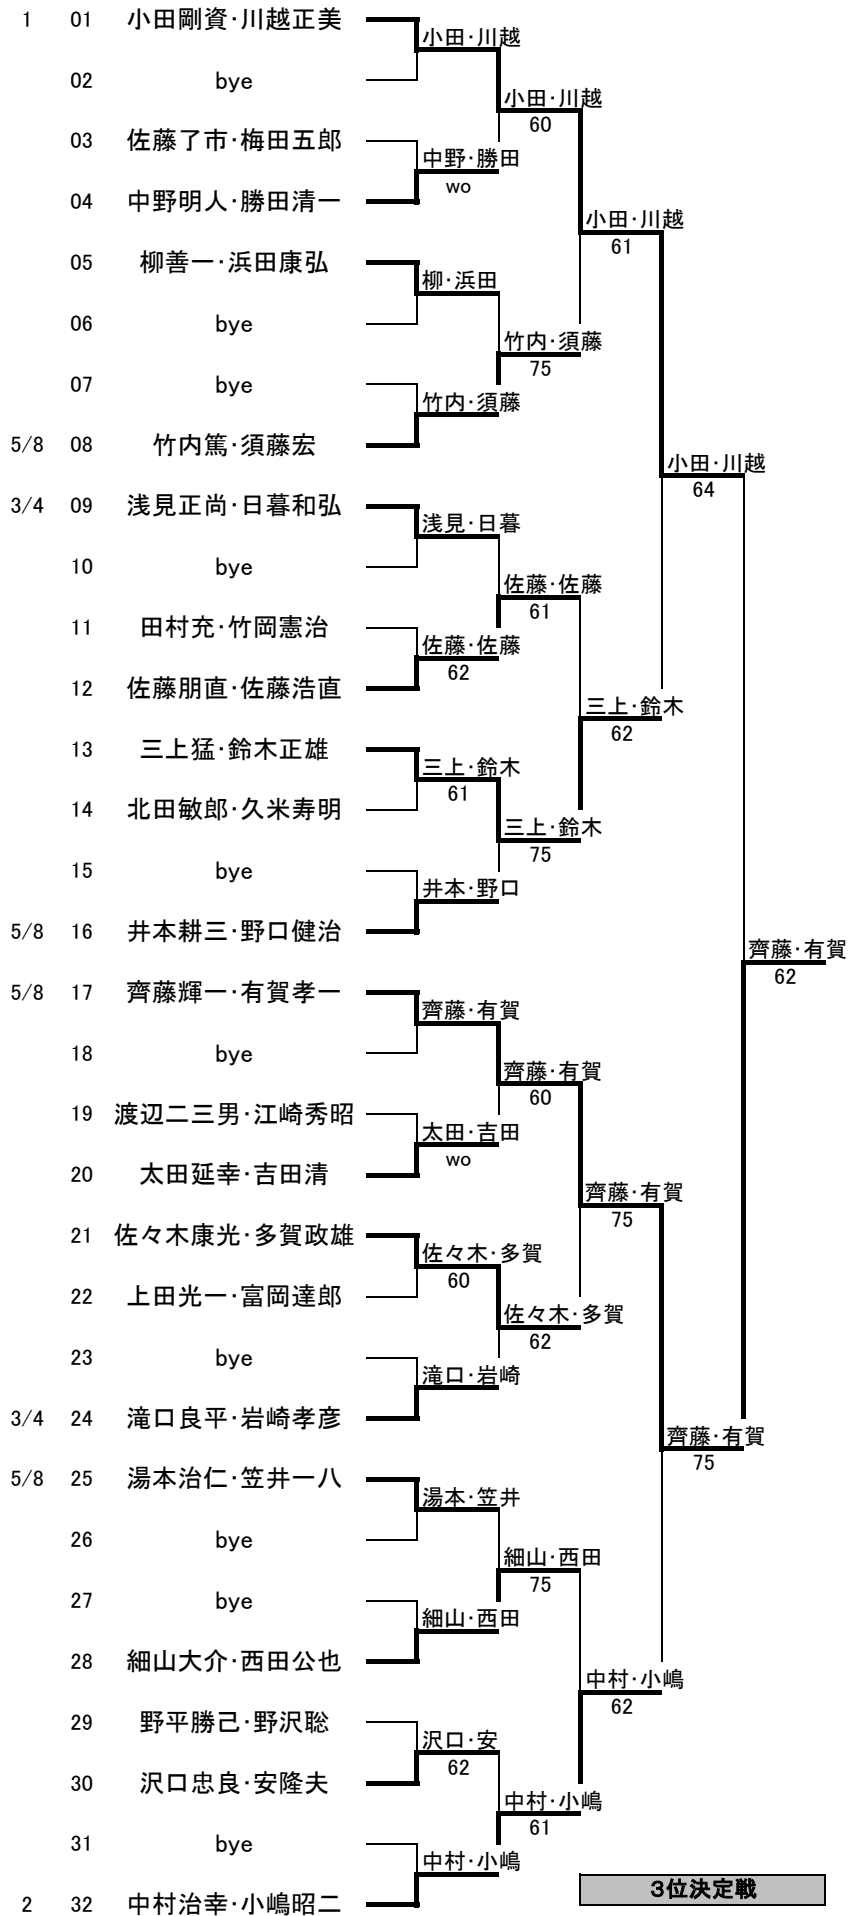 1 01 小田剛資･川越正美
小田･川越
02 bye
小田･川越
60
03 佐藤了市･梅田五郎
中野･勝田
wo
04 中野明人･勝田清一
小田･川越
61
05 柳善一･浜田康弘
柳･浜田
06 bye
竹内･須藤
75
07 bye
竹内･須藤
5/8 08 竹内篤･須藤宏
小田･川越
64
3/4 09 浅見正尚･日暮和弘
浅見･日暮
10 bye
佐藤･佐藤
61
11 田村充･竹岡憲治
佐藤･佐藤
62
12 佐藤朋直･佐藤浩直
三上･鈴木
62
13 三上猛･鈴木正雄
三上･鈴木
61
14 北田敏郎･久米寿明
三上･鈴木
75
15 bye
井本･野口
5/8 16 井本耕三･野口健治
齊藤･有賀
62
5/8 17 齊藤輝一･有賀孝一
齊藤･有賀
18 bye
齊藤･有賀
60
19 渡辺二三男･江崎秀昭
太田･吉田
wo
20 太田延幸･吉田清
齊藤･有賀
75
21 佐々木康光･多賀政雄
佐々木･多賀
60
22 上田光一･富岡達郎
佐々木･多賀
62
23 bye
滝口･岩崎
3/4 24 滝口良平･岩崎孝彦
齊藤･有賀
75
5/8 25 湯本治仁･笠井一八
湯本･笠井
26 bye
細山･西田
75
27 bye
細山･西田
28 細山大介･西田公也
中村･小嶋
62
29 野平勝己･野沢聡
沢口･安
62
30 沢口忠良･安隆夫
中村･小嶋
61
31 bye
中村･小嶋
3位決定戦
2 32 中村治幸･小嶋昭二